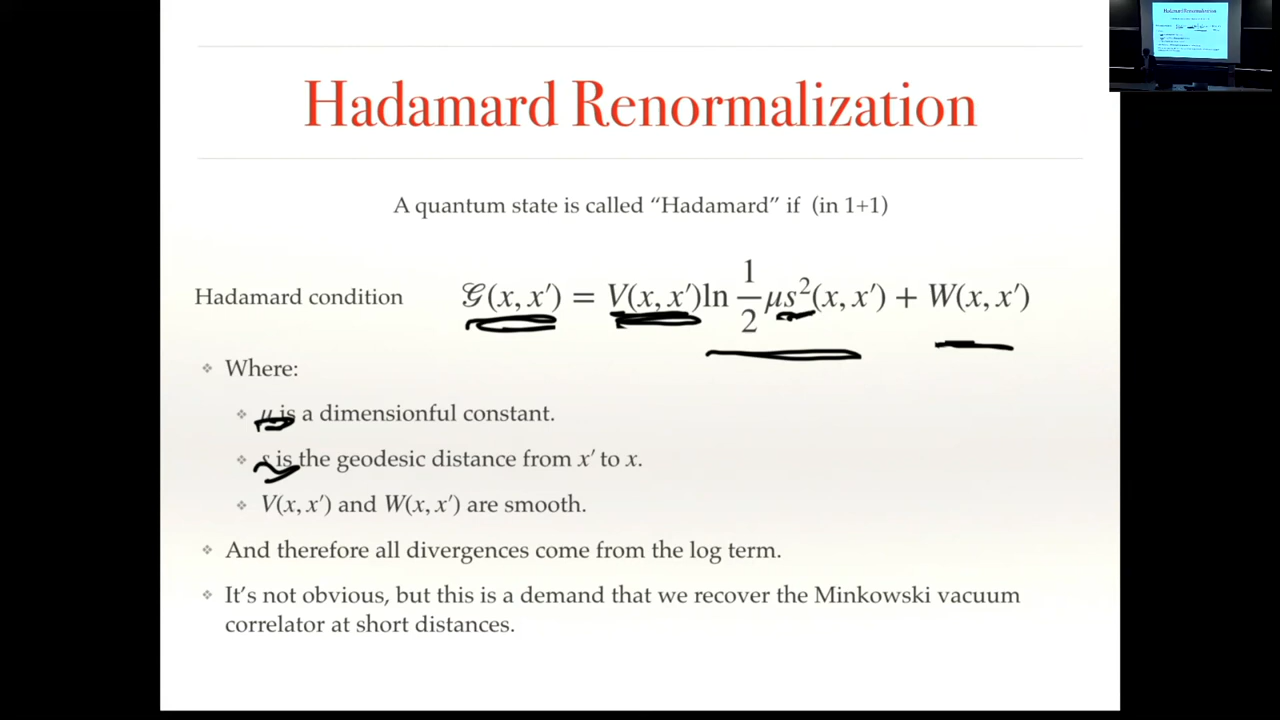 Hadamard Renormalization
A quantum state is called “Hadamard” if (in 1+1)
Hadamard condition 𝒢(x, x′) = V(x, x′)ln 1/2 μs²(x, x′) + W(x, x′)
❖ Where:
❖ μ is a dimensionful constant.
❖ s is the geodesic distance from x′ to x.
❖ V(x, x′) and W(x, x′) are smooth.
❖ And therefore all divergences come from the log term.
❖ It’s not obvious, but this is a demand that we recover the Minkowski vacuum
correlator at short distances.
Hadamard Renormalization